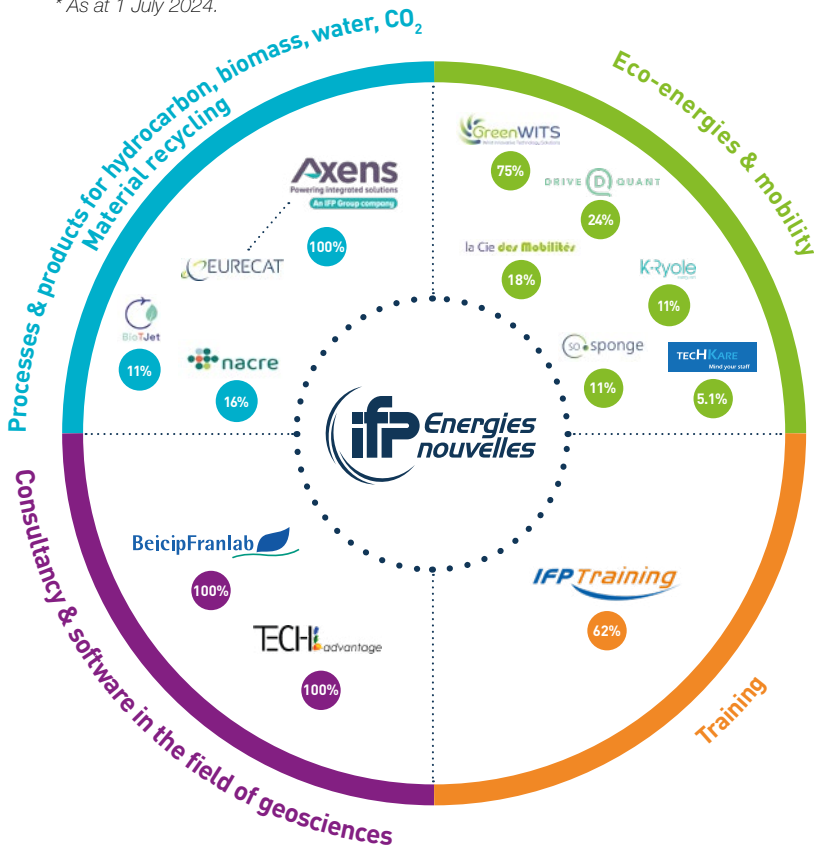 * As at 1 July 2024.
Processes & products for hydrocarbon, biomass, water, CO₂
Material recycling
Axens
Powering integrated solutions
An IFP Group company
100%
EURECAT
BioTJet
11%
nacre
16%
Eco-energies & mobility
GreenWITS
75%
DRIVE QUANT
24%
la Cie des Mobilités
18%
K-Ryole
11%
so sponge
11%
TECHKARE
Mind your staff
5.1%
ifp Energies
nouvelles
Consultancy & software in the field of geosciences
BeicipFranlab
100%
TECH advantage
100%
IFP Training
62%
Training